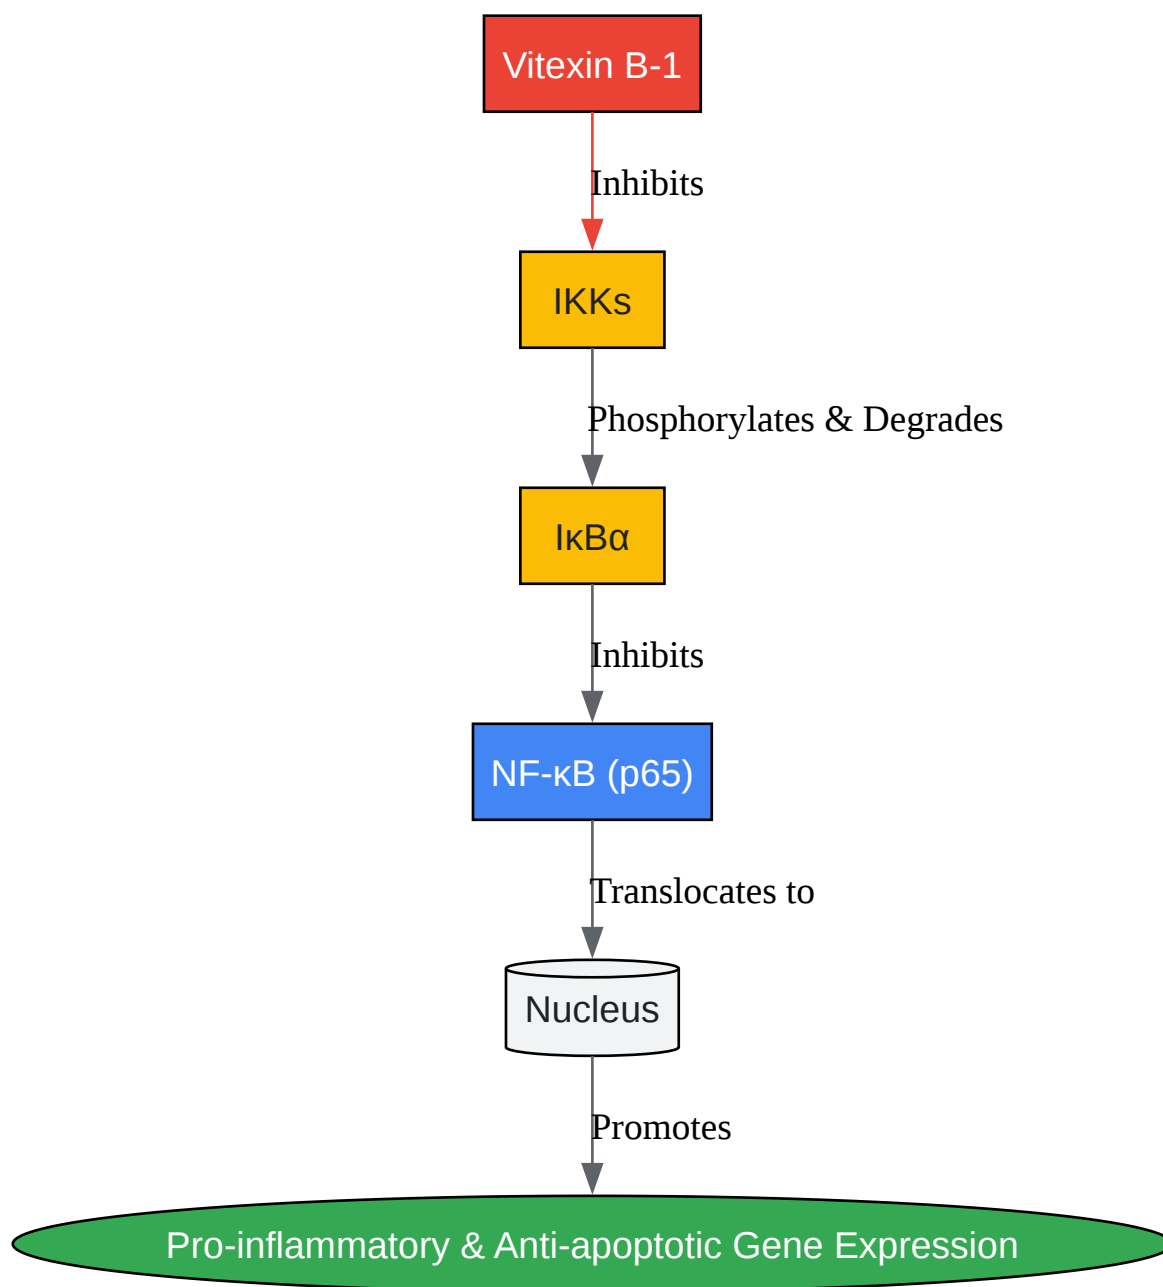 Vitexin B-1
Inhibits
IKKs
Phosphorylates & Degrades
IκBα
Inhibits
NF-κB (p65)
Translocates to
Nucleus
Promotes
Pro-inflammatory & Anti-apoptotic Gene Expression